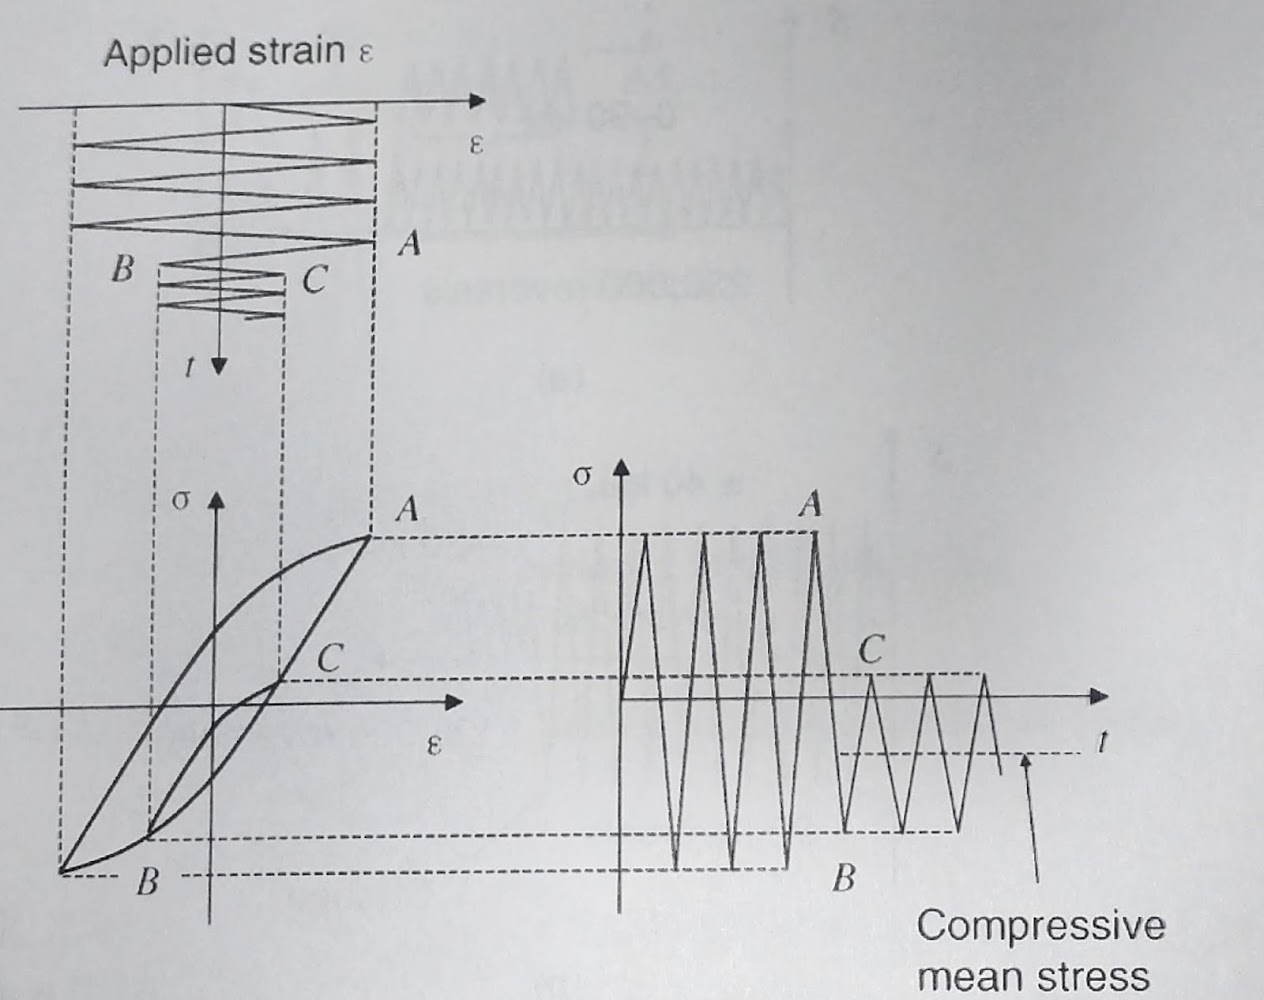 Applied strain ε
ε
A
B
C
t
σ
A
σ
A
C
C
ε
t
B
B
Compressive
mean stress